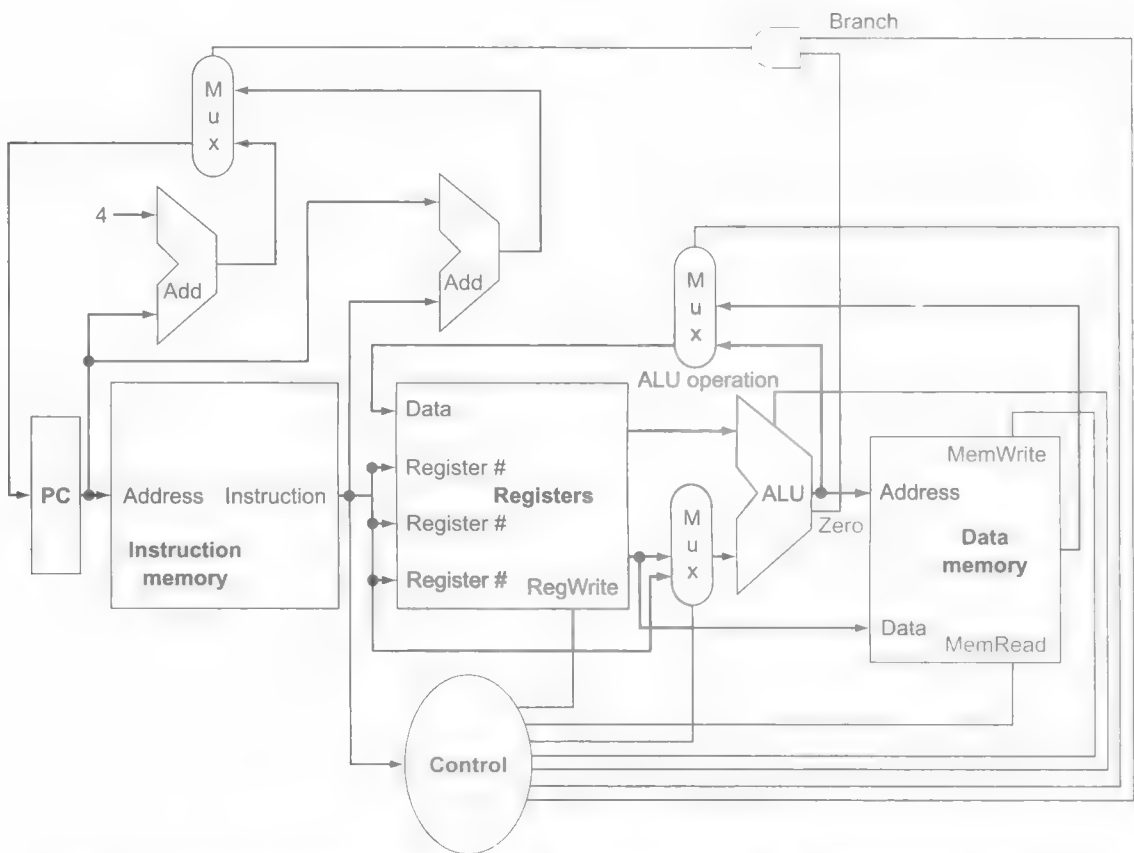 Branch
M
u
x
4
Add
Add
M
u
x
ALU operation
Data
Register #
Register #
Register #
Registers
RegWrite
PC
Address
Instruction
Instruction
memory
M
u
x
ALU
Zero
MemWrite
Address
Data
memory
Data
MemRead
Control